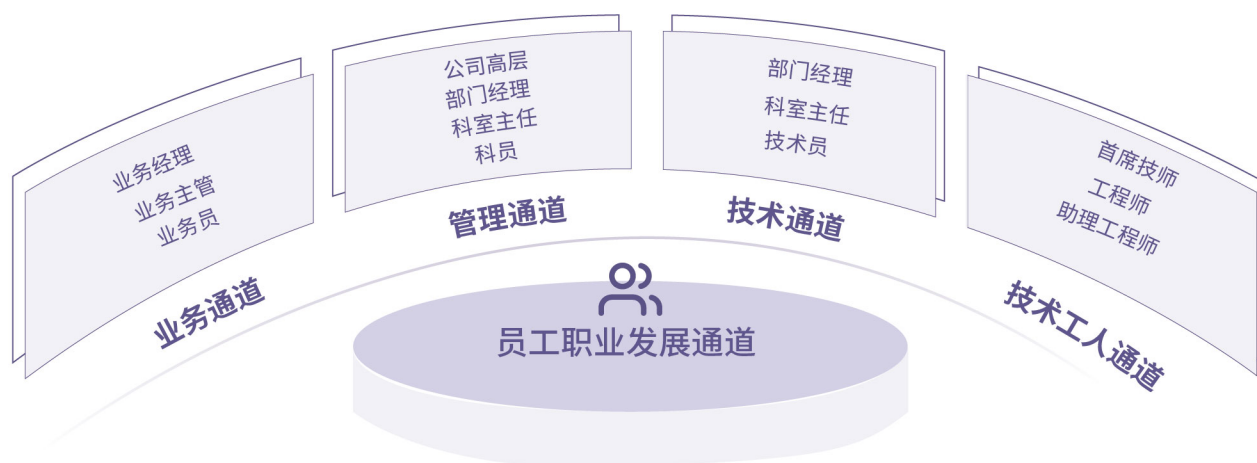 业务经理
业务主管
业务员
业务通道
公司高层
部门经理
科室主任
科员
管理通道
部门经理
科室主任
技术员
技术通道
首席技师
工程师
助理工程师
技术工人通道
员工职业发展通道